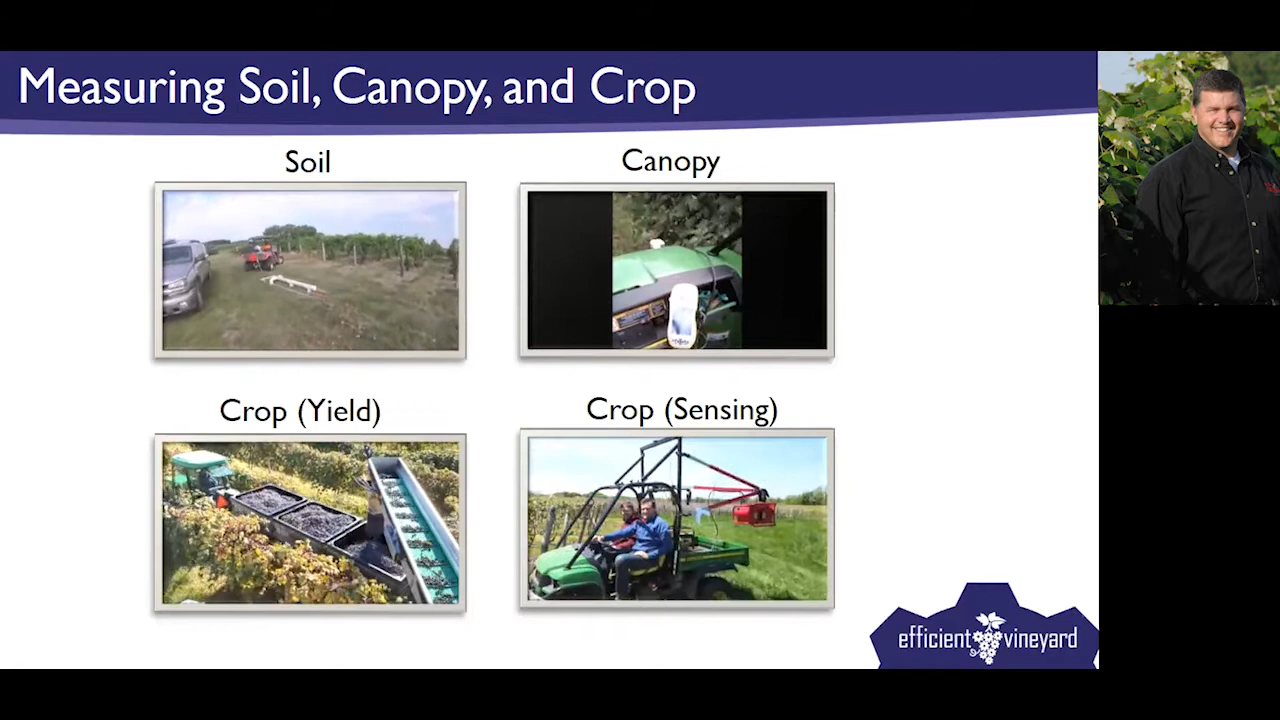 Measuring Soil, Canopy, and Crop
Soil
Canopy
Crop (Yield)
Crop (Sensing)
efficient vineyard